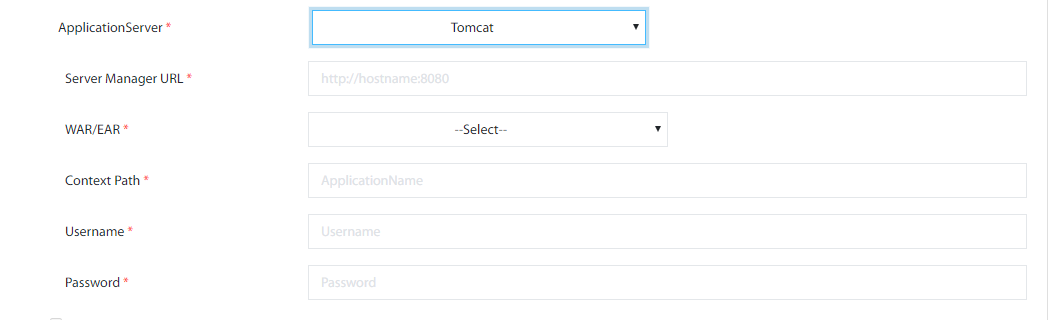 ApplicationServer * Tomcat
Server Manager URL * http://hostname:8080
WAR/EAR * --Select--
Context Path * ApplicationName
Username * Username
Password * Password